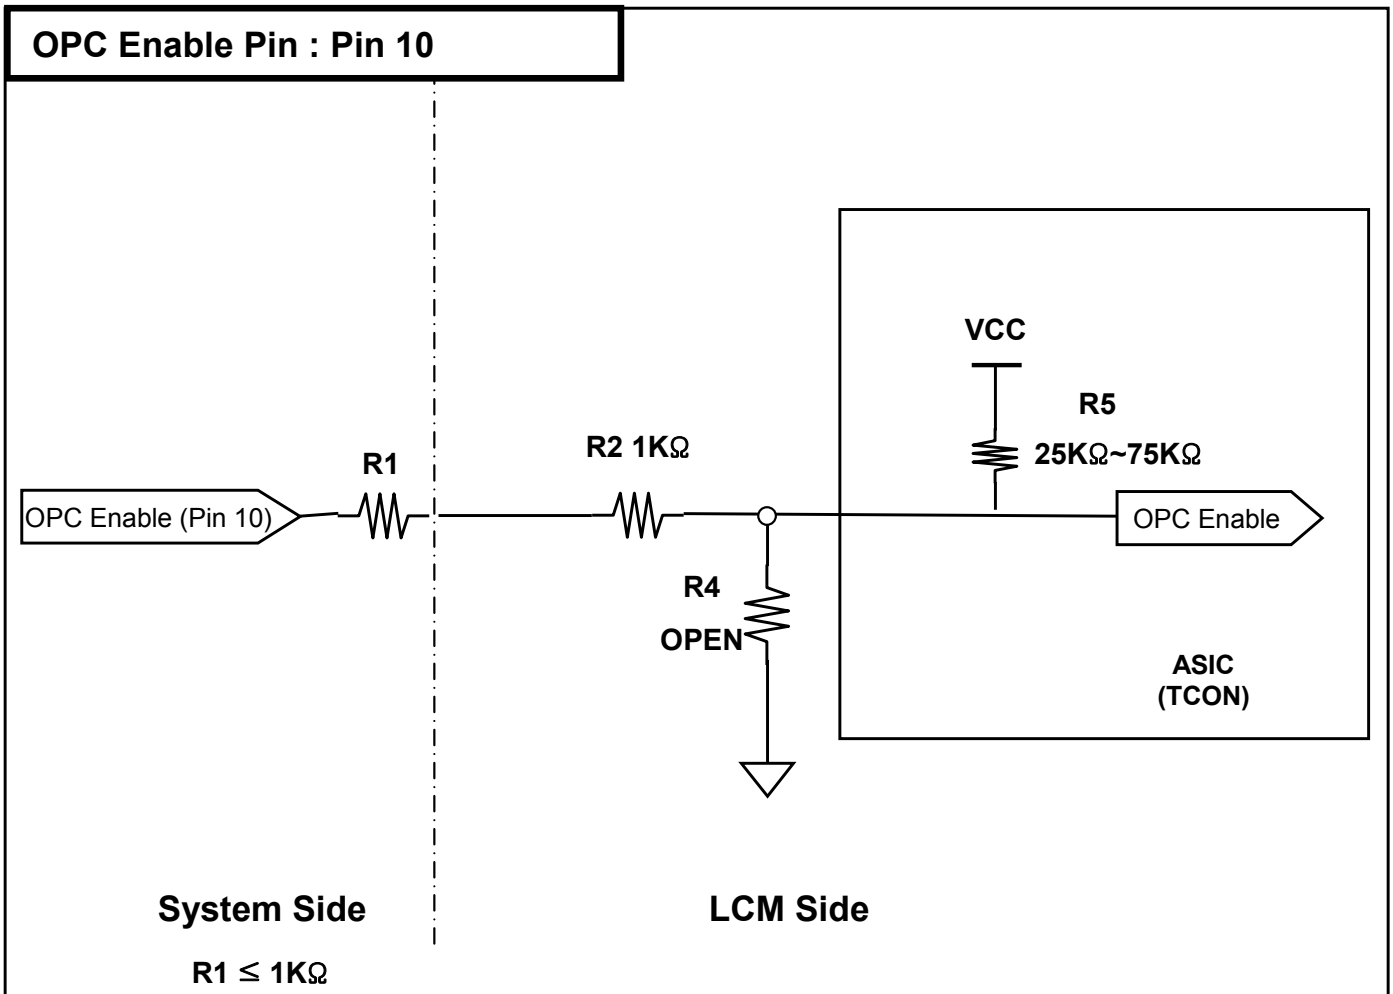 OPC Enable Pin : Pin 10
VCC
R5
25KΩ~75KΩ
R2 1KΩ
R1
OPC Enable (Pin 10)
OPC Enable
R4
OPEN
ASIC
(TCON)
System Side
LCM Side
R1 ≤ 1KΩ